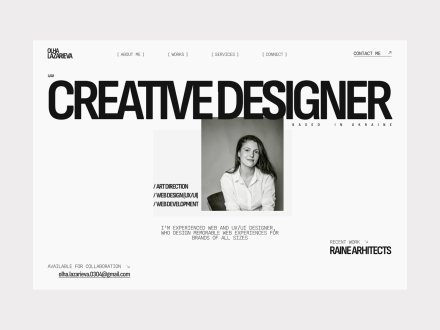 OLHA
LAZARIEVA
[ ABOUT ME ]
[ WORKS ]
[ SERVICES ]
[ CONNECT ]
CONTACT ME ↗
CREATIVE DESIGNER
BASED IN UKRAINE
/ ART DIRECTION
/ WEB DESIGN (UX/UI)
/ WEB DEVELOPMENT
I'M EXPERIENCED WEB AND UX/UI DESIGNER,
WHO DESIGN MEMORABLE WEB EXPERIENCES FOR
BRANDS OF ALL SIZES
RECENT WORK ↘
RAINE ARHITECTS
AVAILABLE FOR COLLABORATION ↘
olha.lazarieva.0304@gmail.com